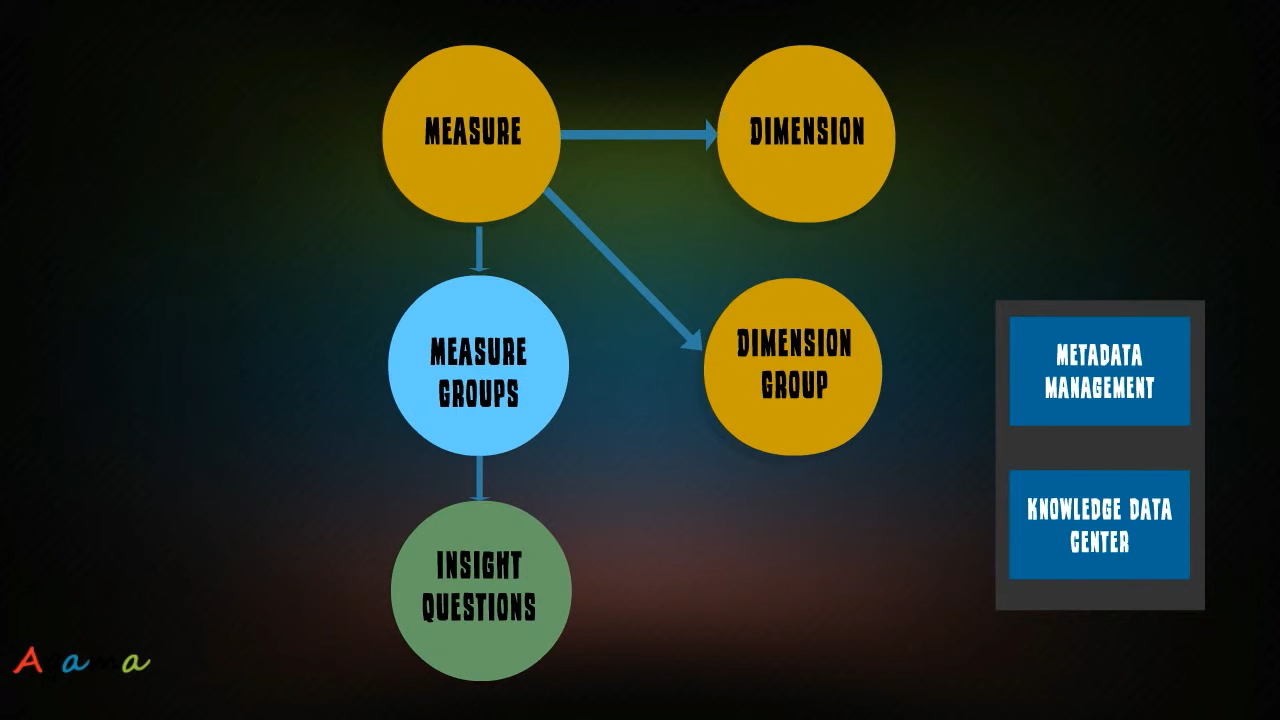 MEASURE
DIMENSION
MEASURE
GROUPS
DIMENSION
GROUP
METADATA
MANAGEMENT
KNOWLEDGE DATA
CENTER
INSIGHT
QUESTIONS